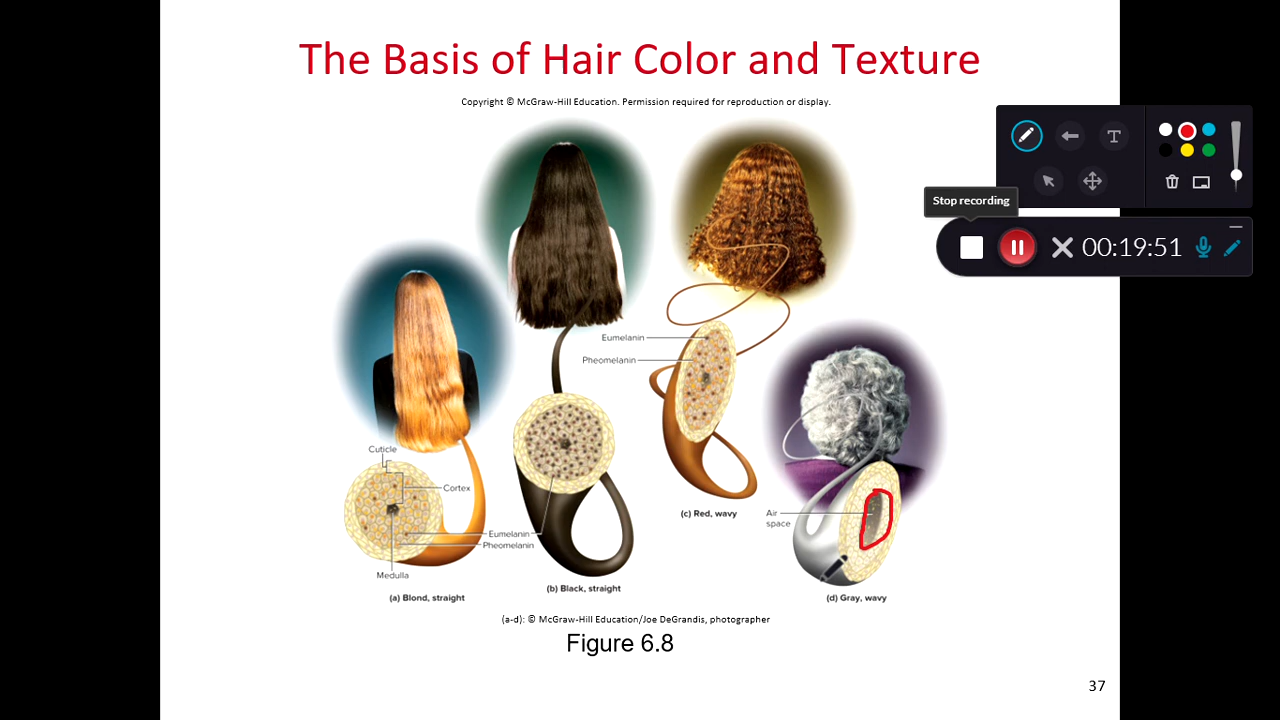 The Basis of Hair Color and Texture
Copyright © McGraw-Hill Education. Permission required for reproduction or display.
T
Stop recording
00:19:51
Eumelanin
Pheomelanin
Cuticle
Cortex
Eumelanin
Pheomelanin
Medulla
(a) Blond, straight
(b) Black, straight
(c) Red, wavy
Air
space
(d) Gray, wavy
(a-d): © McGraw-Hill Education/Joe DeGrandis, photographer
Figure 6.8
37